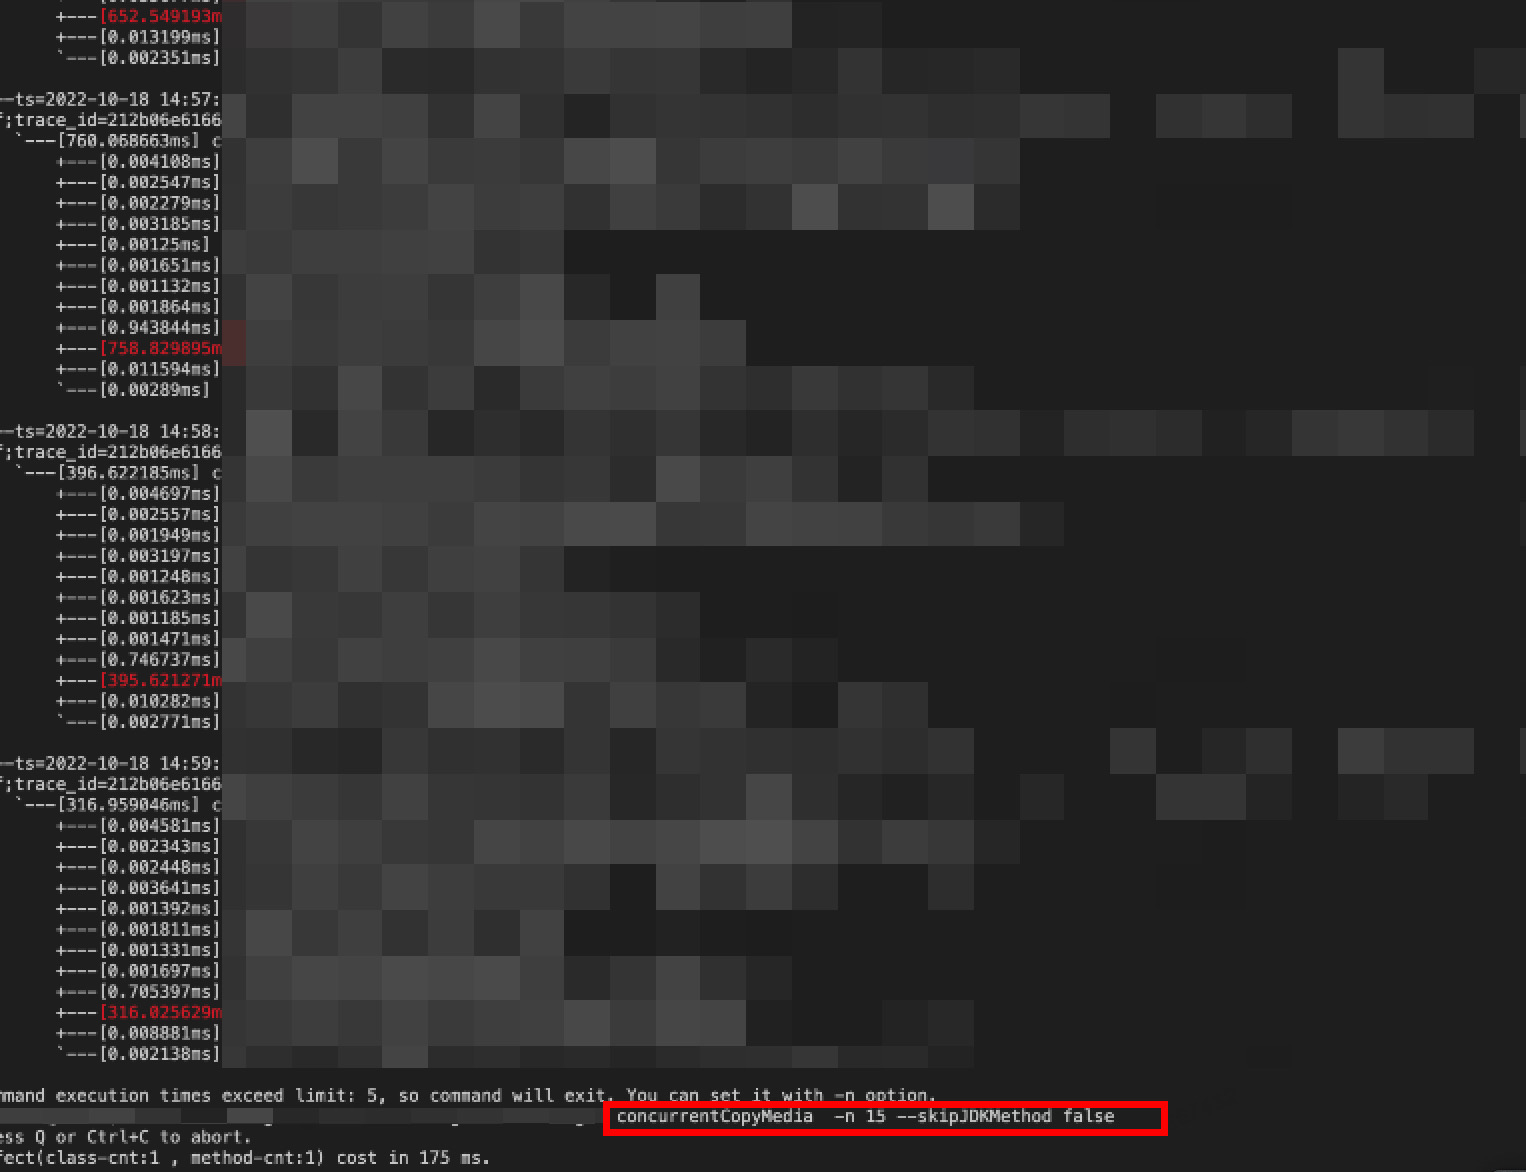 +---[652.549193m
+---[0.013199ms]
`---[0.002351ms]
--ts=2022-10-18 14:57:
;trace_id=212b06e6166
`---[760.068663ms] c
+---[0.004108ms]
+---[0.002547ms]
+---[0.002279ms]
+---[0.003185ms]
+---[0.00125ms]
+---[0.001651ms]
+---[0.001132ms]
+---[0.001864ms]
+---[0.943844ms]
+---[758.829895m
+---[0.011594ms]
`---[0.00289ms]
--ts=2022-10-18 14:58:
;trace_id=212b06e6166
`---[396.622185ms] c
+---[0.004697ms]
+---[0.002557ms]
+---[0.001949ms]
+---[0.003197ms]
+---[0.001248ms]
+---[0.001623ms]
+---[0.001185ms]
+---[0.001471ms]
+---[0.746737ms]
+---[395.621271m
+---[0.010282ms]
`---[0.002771ms]
--ts=2022-10-18 14:59:
;trace_id=212b06e6166
`---[316.959046ms] c
+---[0.004581ms]
+---[0.002343ms]
+---[0.002448ms]
+---[0.003641ms]
+---[0.001392ms]
+---[0.001811ms]
+---[0.001331ms]
+---[0.001697ms]
+---[0.705397ms]
+---[316.025629m
+---[0.008881ms]
`---[0.002138ms]
mmand execution times exceed limit: 5, so command will exit. You can set it with -n option.
concurrentCopyMedia -n 15 --skipJDKMethod false
ess Q or Ctrl+C to abort.
fect(class-cnt:1 , method-cnt:1) cost in 175 ms.